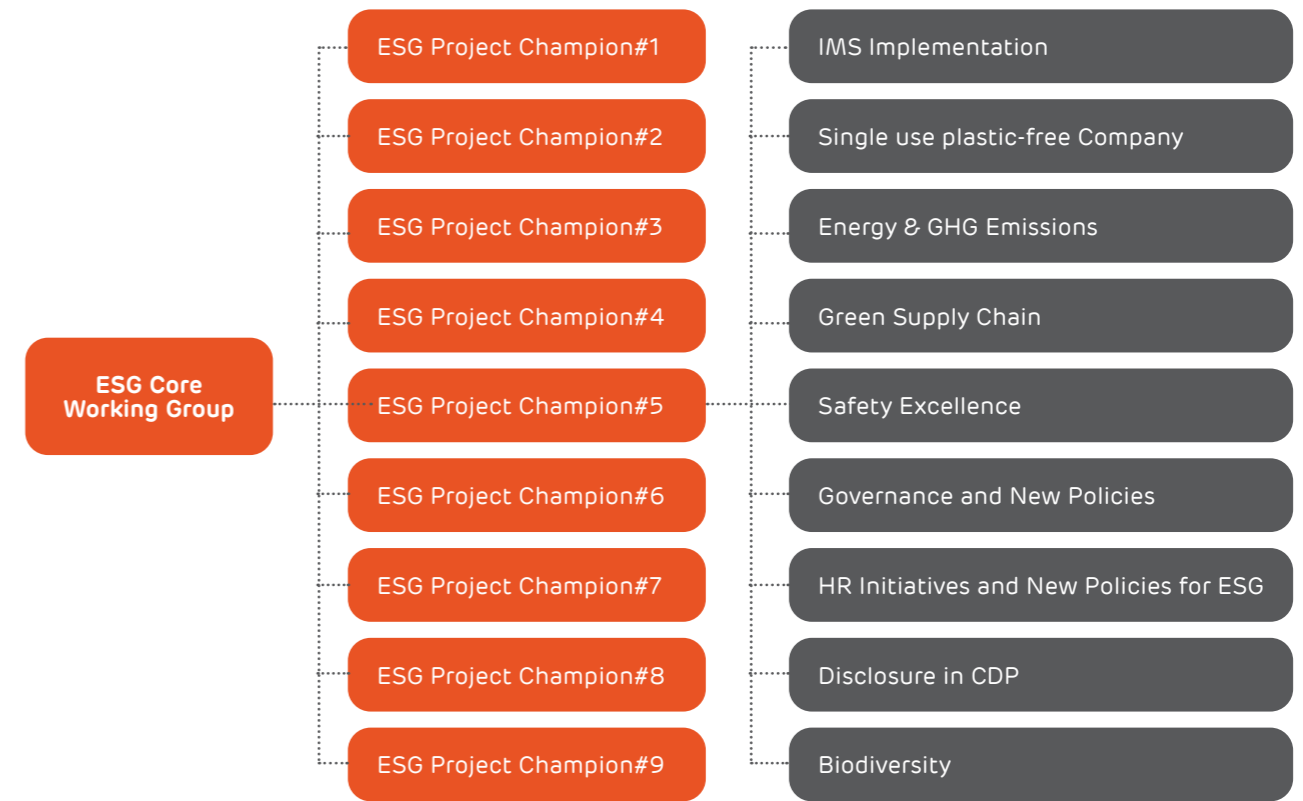 ESG Core
Working Group
ESG Project Champion#1
ESG Project Champion#2
ESG Project Champion#3
ESG Project Champion#4
ESG Project Champion#5
ESG Project Champion#6
ESG Project Champion#7
ESG Project Champion#8
ESG Project Champion#9
IMS Implementation
Single use plastic-free Company
Energy & GHG Emissions
Green Supply Chain
Safety Excellence
Governance and New Policies
HR Initiatives and New Policies for ESG
Disclosure in CDP
Biodiversity